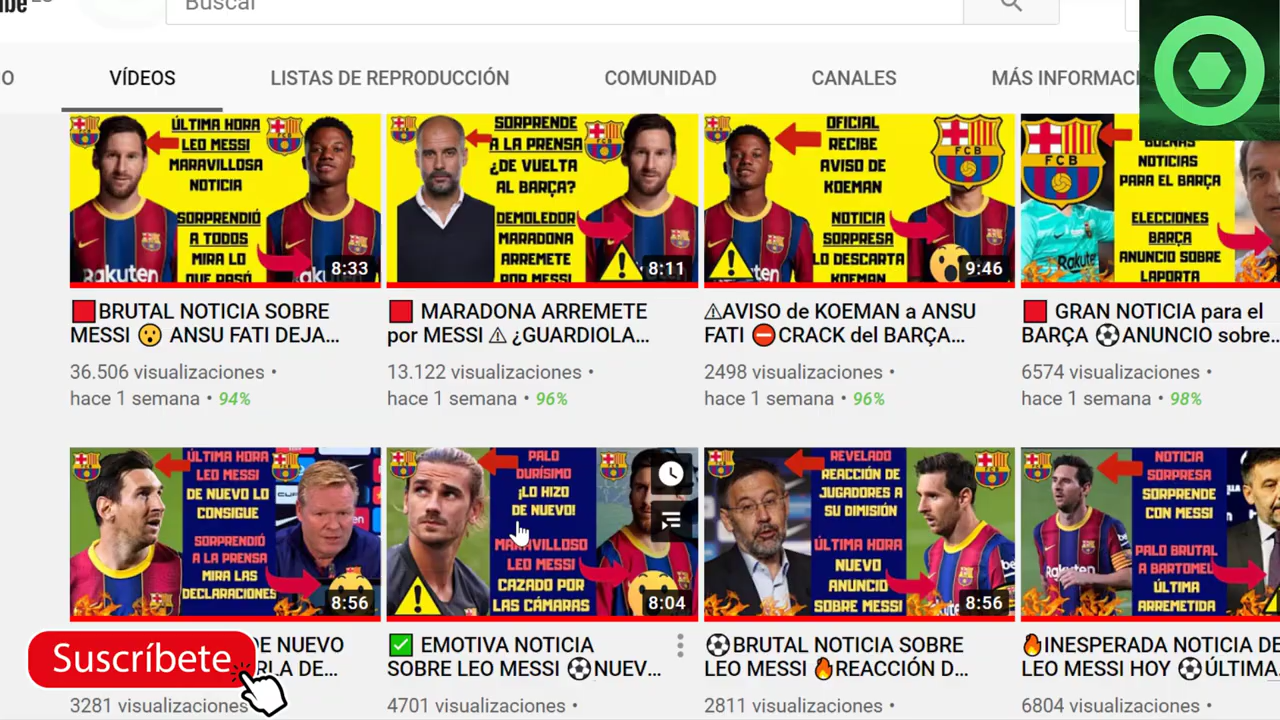 Buscar
VÍDEOS
LISTAS DE REPRODUCCIÓN
COMUNIDAD
CANALES
MÁS INFORMACI
ÚLTIMA HORA
LEO MESSI
MARAVILLOSA
NOTICIA
SORPRENDIÓ
A TODOS
MIRA LO
QUE PASÓ
Rakuten
8:33
SORPRENDE
A LA PRENSA
¿DE VUELTA
AL BARÇA?
DEMOLEDOR
MARADONA
ARREMETE
POR MESSI
8:11
OFICIAL
RECIBE
AVISO DE
KOEMAN
NOTICIA
SORPRESA
LO DESCARTA
KOEMAN
FCB
9:46
FCB
BUENAS
NOTICIAS
PARA EL BARÇA
ELECCIONES
BARÇA
ANUNCIO SOBRE
LAPORTA
🟥BRUTAL NOTICIA SOBRE
MESSI 😮 ANSU FATI DEJA...
36.506 visualizaciones •
hace 1 semana • 94%
🟥 MARADONA ARREMETE
por MESSI ⚠ ¿GUARDIOLA...
13.122 visualizaciones •
hace 1 semana • 96%
⚠AVISO de KOEMAN a ANSU
FATI ⛔CRACK del BARÇA...
2498 visualizaciones •
hace 1 semana • 96%
🟥 GRAN NOTICIA para el
BARÇA ⚽ANUNCIO sobre...
6574 visualizaciones •
hace 1 semana • 98%
ÚLTIMA HORA
LEO MESSI
DE NUEVO LO
CONSIGUE
SORPRENDIÓ
A LA PRENSA
MIRA LAS
DECLARACIONES
8:56
PALO
DURÍSIMO
¡LO HIZO
DE NUEVO!
MARAVILLOSO
LEO MESSI
CAZADO POR
LAS CÁMARAS
8:04
REVELADO
REACCIÓN DE
JUGADORES A
SU DIMISIÓN
ÚLTIMA HORA
NUEVO
ANUNCIO
SOBRE MESSI
8:56
NOTICIA
SORPRESA
SORPRENDE
CON MESSI
PALO BRUTAL
A BARTOMEU
ÚLTIMA
ARREMETIDA
Suscríbete
DE NUEVO
RLA DE...
3281 visualizaciones
✅ EMOTIVA NOTICIA
SOBRE LEO MESSI ⚽NUEV...
4701 visualizaciones •
⚽BRUTAL NOTICIA SOBRE
LEO MESSI 🔥REACCIÓN D...
2811 visualizaciones •
🔥INESPERADA NOTICIA DE
LEO MESSI HOY ⚽ÚLTIMA...
6804 visualizaciones •